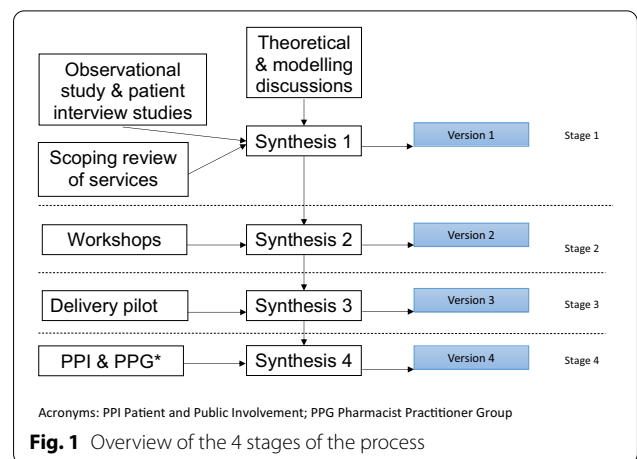 Theoretical
& modelling
discussions
Observational
study & patient
interview studies
Scoping review
of services
Synthesis 1
Version 1
Stage 1
Workshops
Synthesis 2
Version 2
Stage 2
Delivery pilot
Synthesis 3
Version 3
Stage 3
PPI & PPG*
Synthesis 4
Version 4
Stage 4
Acronyms: PPI Patient and Public Involvement; PPG Pharmacist Practitioner Group
Fig. 1 Overview of the 4 stages of the process